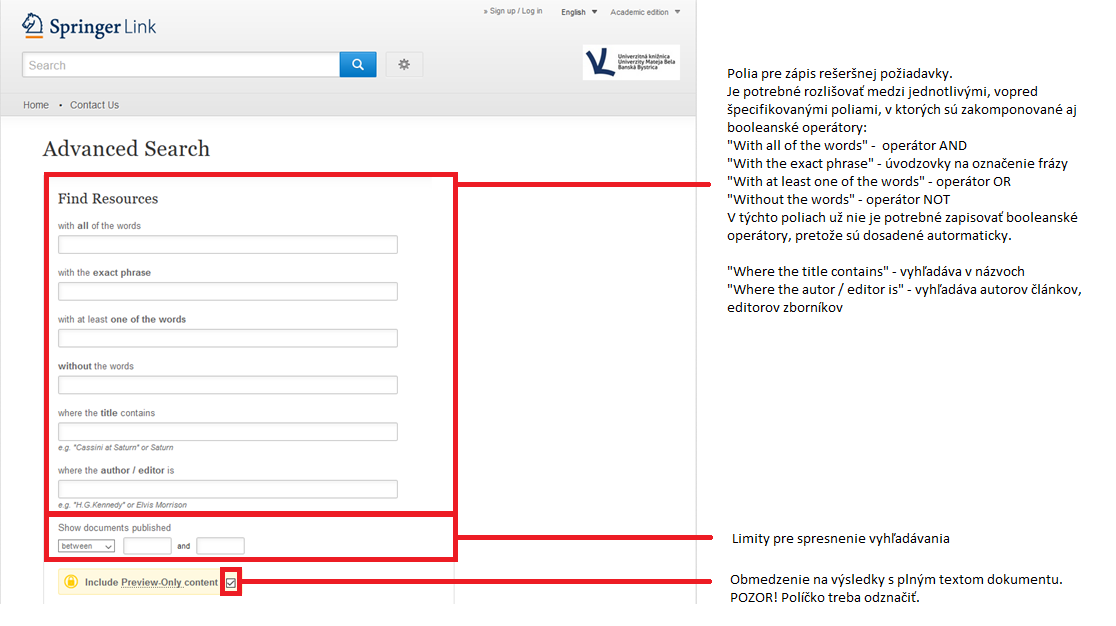 » Sign up / Log in English Academic edition
Springer Link
Search
Univerzitná knižnica
Univerzity Mateja Bela
Banská Bystrica
Home • Contact Us
Advanced Search
Find Resources
with all of the words
with the exact phrase
with at least one of the words
without the words
where the title contains
e.g. "Cassini at Saturn" or Saturn
where the author / editor is
e.g. "H.G.Kennedy" or Elvis Morrison
Show documents published
between and
Include Preview-Only content
Polia pre zápis rešeršnej požiadavky.
Je potrebné rozlišovať medzi jednotlivými, vopred
špecifikovanými poliami, v ktorých sú zakomponované aj
booleanské operátory:
"With all of the words" - operátor AND
"With the exact phrase" - úvodzovky na označenie frázy
"With at least one of the words" - operátor OR
"Without the words" - operátor NOT
V týchto poliach už nie je potrebné zapisovať booleanské
operátory, pretože sú dosadené autormaticky.
"Where the title contains" - vyhľadáva v názvoch
"Where the autor / editor is" - vyhľadáva autorov článkov,
editorov zborníkov
Limity pre spresnenie vyhľadávania
Obmedzenie na výsledky s plným textom dokumentu.
POZOR! Políčko treba odznačiť.